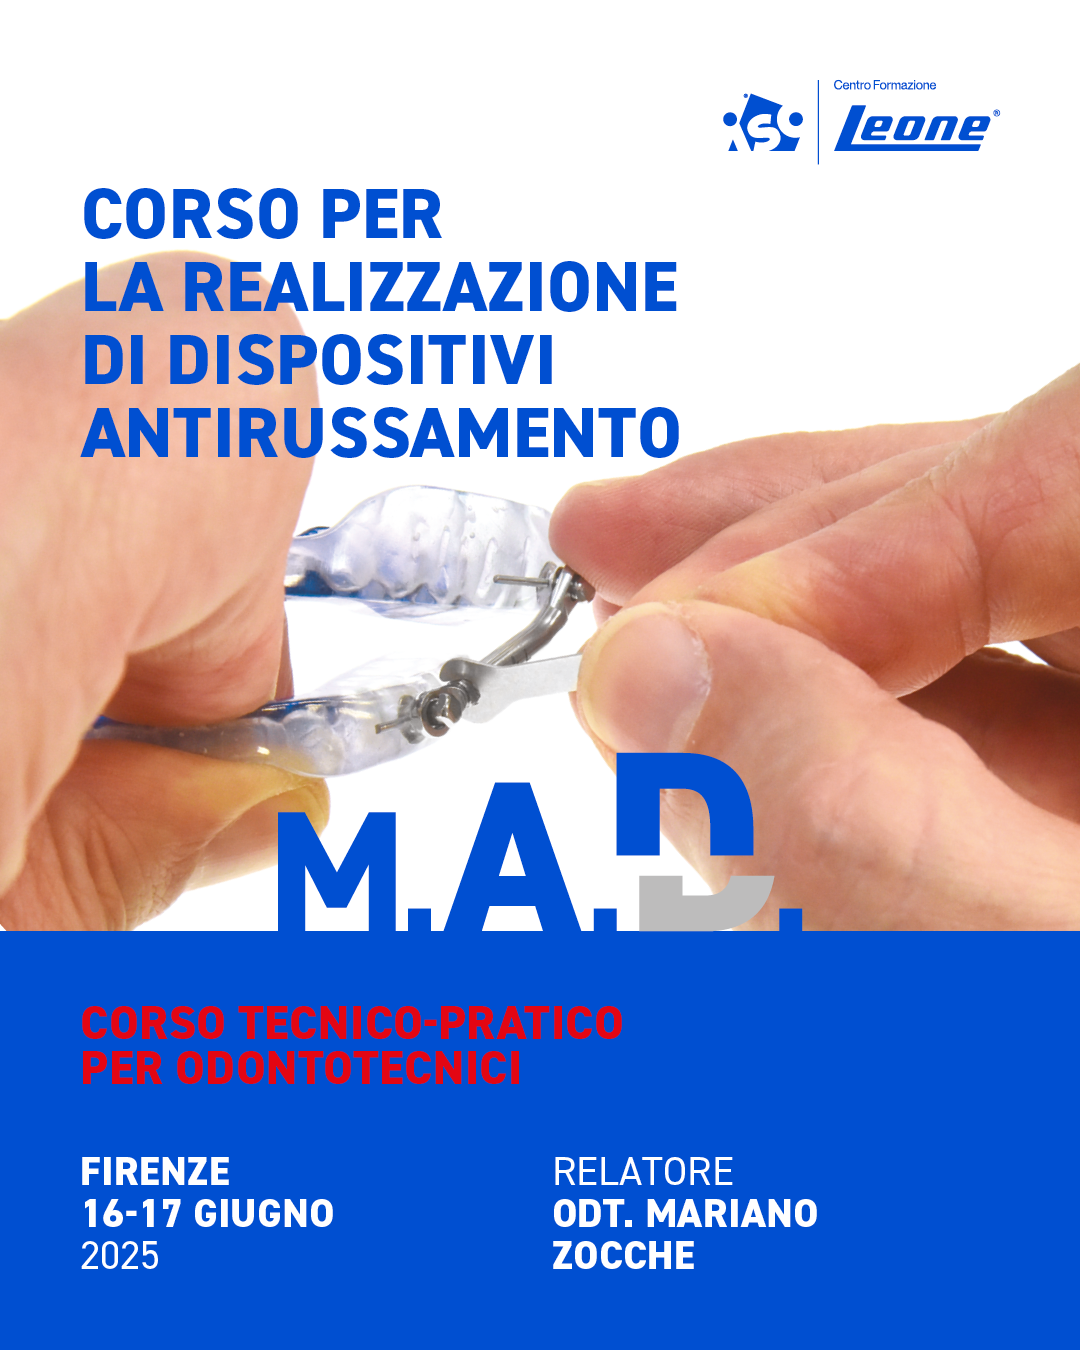 Centro Formazione
iso Leone®
CORSO PER
LA REALIZZAZIONE
DI DISPOSITIVI
ANTIRUSSAMENTO
M.A.D.
CORSO TECNICO-PRATICO
PER ODONTOTECNICI
FIRENZE
16-17 GIUGNO
2025
RELATORE
ODT. MARIANO
ZOCCHE